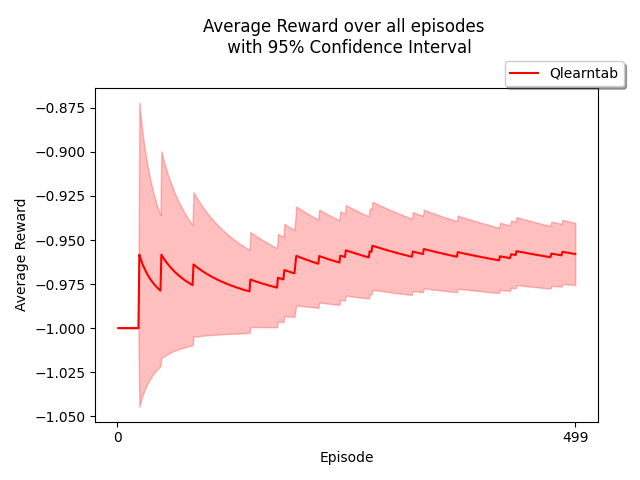 Average Reward over all episodes
with 95% Confidence Interval
Qlearntab
−0.875
−0.900
−0.925
−0.950
−0.975
−1.000
−1.025
−1.050
Average Reward
0
499
Episode